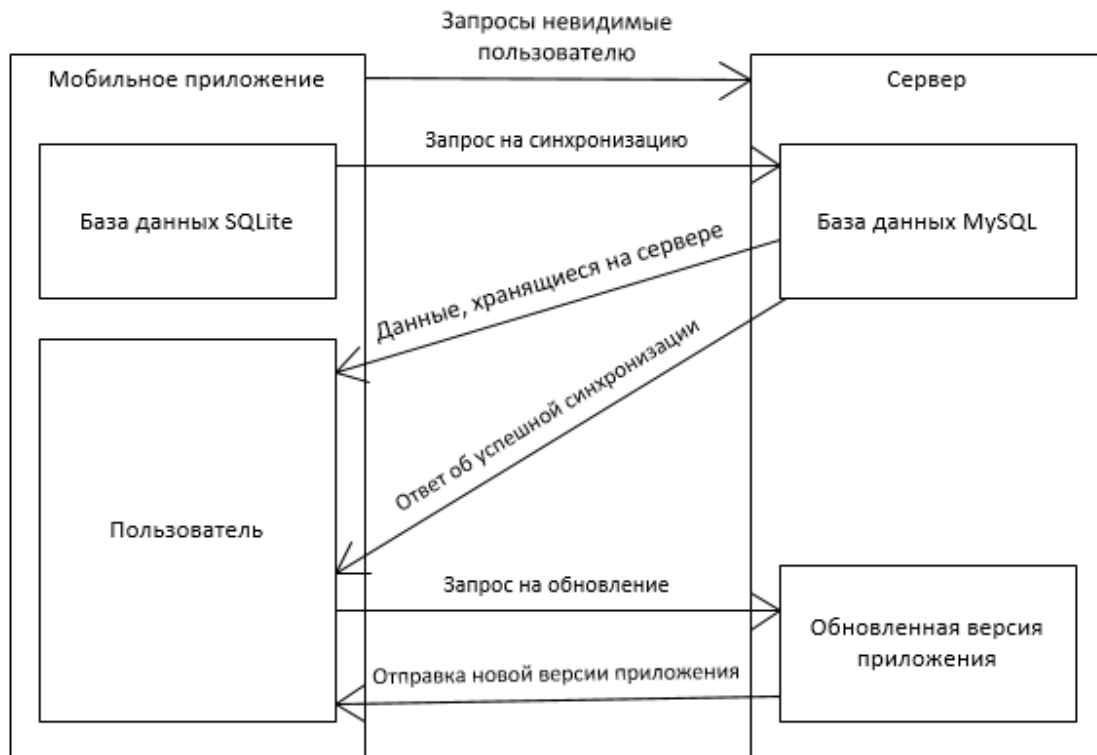 Запросы невидимые
пользователю
Мобильное приложение
Сервер
Запрос на синхронизацию
База данных SQLite
База данных MySQL
Данные, хранящиеся на сервере
Ответ об успешной синхронизации
Пользователь
Запрос на обновление
Обновленная версия
приложения
Отправка новой версии приложения